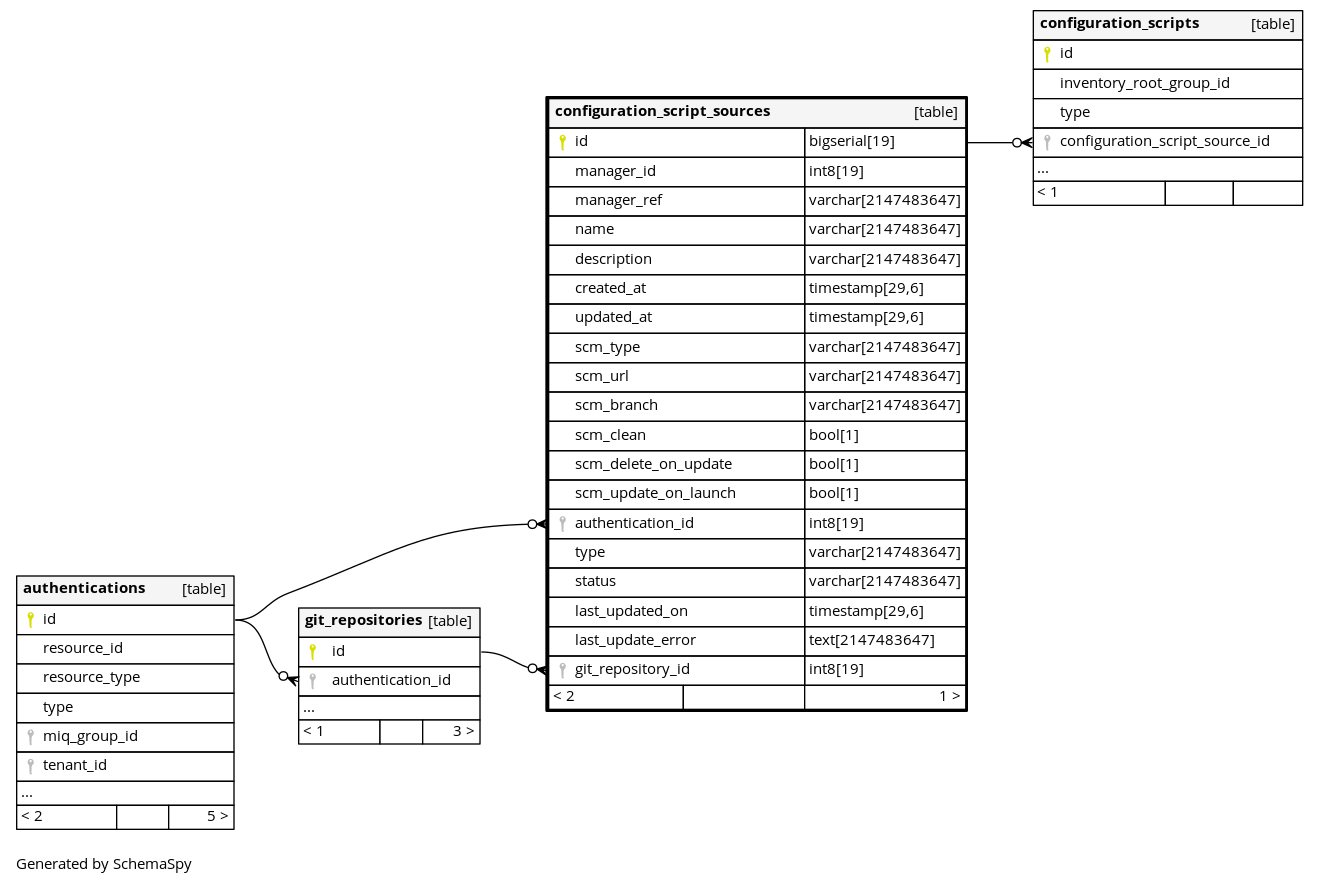 configuration_scripts [table]
id
inventory_root_group_id
type
configuration_script_source_id
...
< 1
configuration_script_sources [table]
id bigserial[19]
manager_id int8[19]
manager_ref varchar[2147483647]
name varchar[2147483647]
description varchar[2147483647]
created_at timestamp[29,6]
updated_at timestamp[29,6]
scm_type varchar[2147483647]
scm_url varchar[2147483647]
scm_branch varchar[2147483647]
scm_clean bool[1]
scm_delete_on_update bool[1]
scm_update_on_launch bool[1]
authentication_id int8[19]
type varchar[2147483647]
status varchar[2147483647]
last_updated_on timestamp[29,6]
last_update_error text[2147483647]
git_repository_id int8[19]
< 2 1 >
authentications [table]
id
resource_id
resource_type
type
miq_group_id
tenant_id
...
< 2 5 >
git_repositories [table]
id
authentication_id
...
< 1 3 >
Generated by SchemaSpy